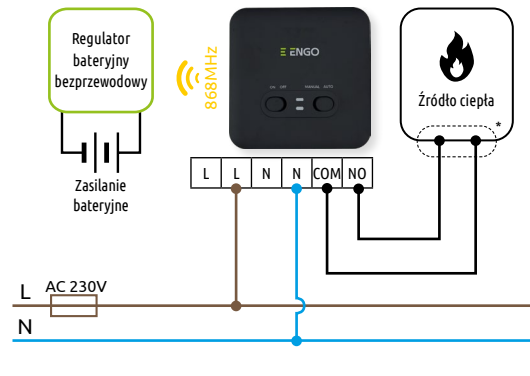 Regulator
bateryjny
bezprzewodowy
868MHz
ENGO
ON OFF
MANUAL AUTO
Źródło ciepła
*
Zasilanie
bateryjne
L L N N COM NO
L AC 230V
N